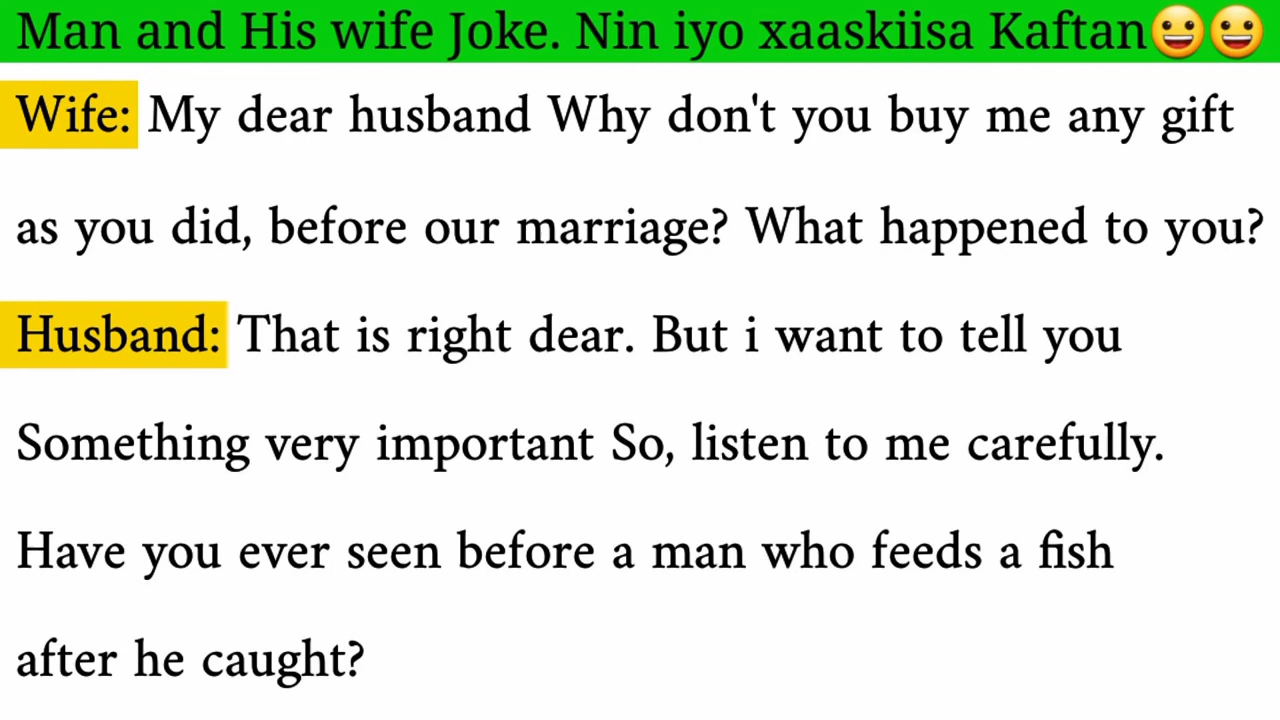 Man and His wife Joke. Nin iyo xaaskiisa Kaftan😀😀
Wife: My dear husband Why don't you buy me any gift
as you did, before our marriage? What happened to you?
Husband: That is right dear. But i want to tell you
Something very important So, listen to me carefully.
Have you ever seen before a man who feeds a fish
after he caught?